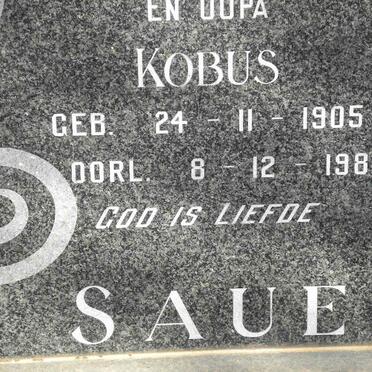 EN OUPA
KOBUS
GEB. 24 - 11 - 1905
OORL. 8 - 12 - 198
GOD IS LIEFDE
SAUE